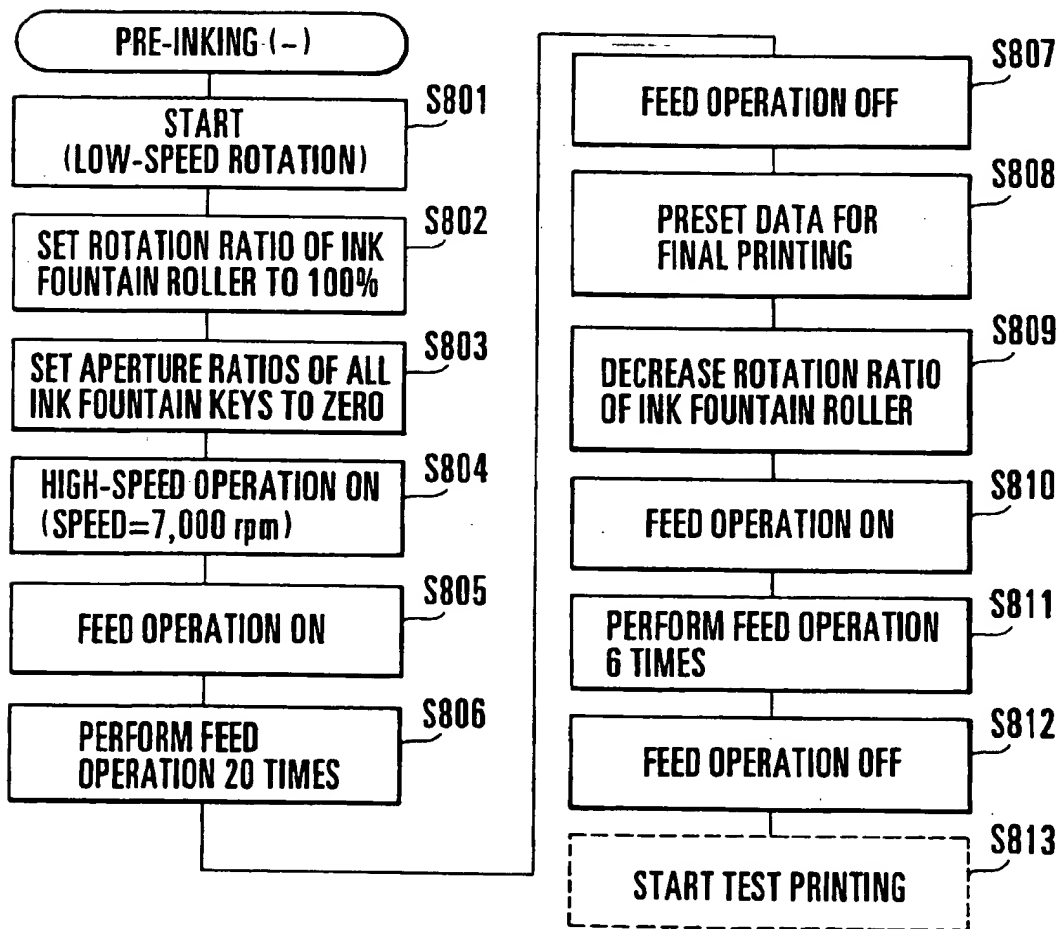 PRE-INKING (-)
S801
START
(LOW-SPEED ROTATION)
S802
SET ROTATION RATIO OF INK
FOUNTAIN ROLLER TO 100%
S803
SET APERTURE RATIOS OF ALL
INK FOUNTAIN KEYS TO ZERO
S804
HIGH-SPEED OPERATION ON
(SPEED=7,000 rpm)
S805
FEED OPERATION ON
S806
PERFORM FEED
OPERATION 20 TIMES
S807
FEED OPERATION OFF
S808
PRESET DATA FOR
FINAL PRINTING
S809
DECREASE ROTATION RATIO
OF INK FOUNTAIN ROLLER
S810
FEED OPERATION ON
S811
PERFORM FEED OPERATION
6 TIMES
S812
FEED OPERATION OFF
S813
START TEST PRINTING